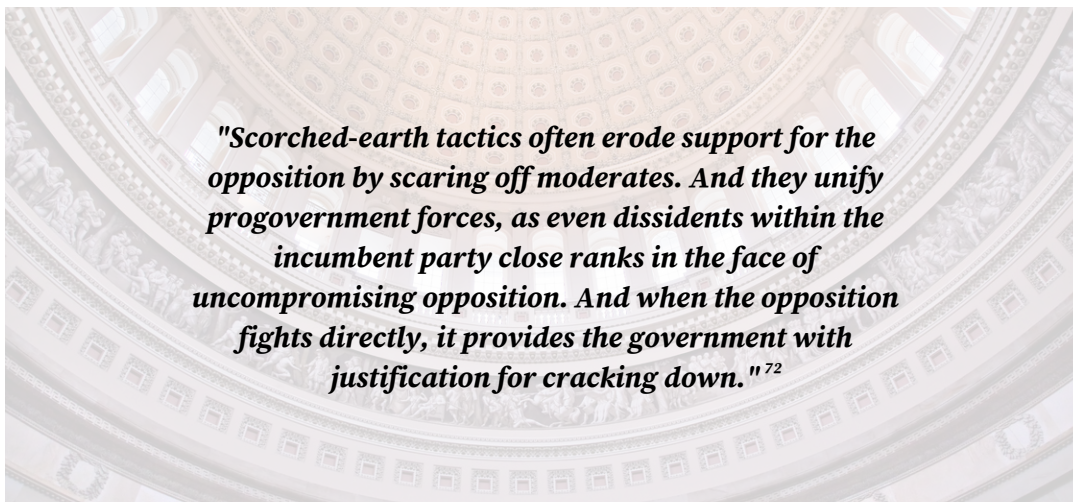 "Scorched-earth tactics often erode support for the
opposition by scaring off moderates. And they unify
progovernment forces, as even dissidents within the
incumbent party close ranks in the face of
uncompromising opposition. And when the opposition
fights directly, it provides the government with
justification for cracking down."⁷²